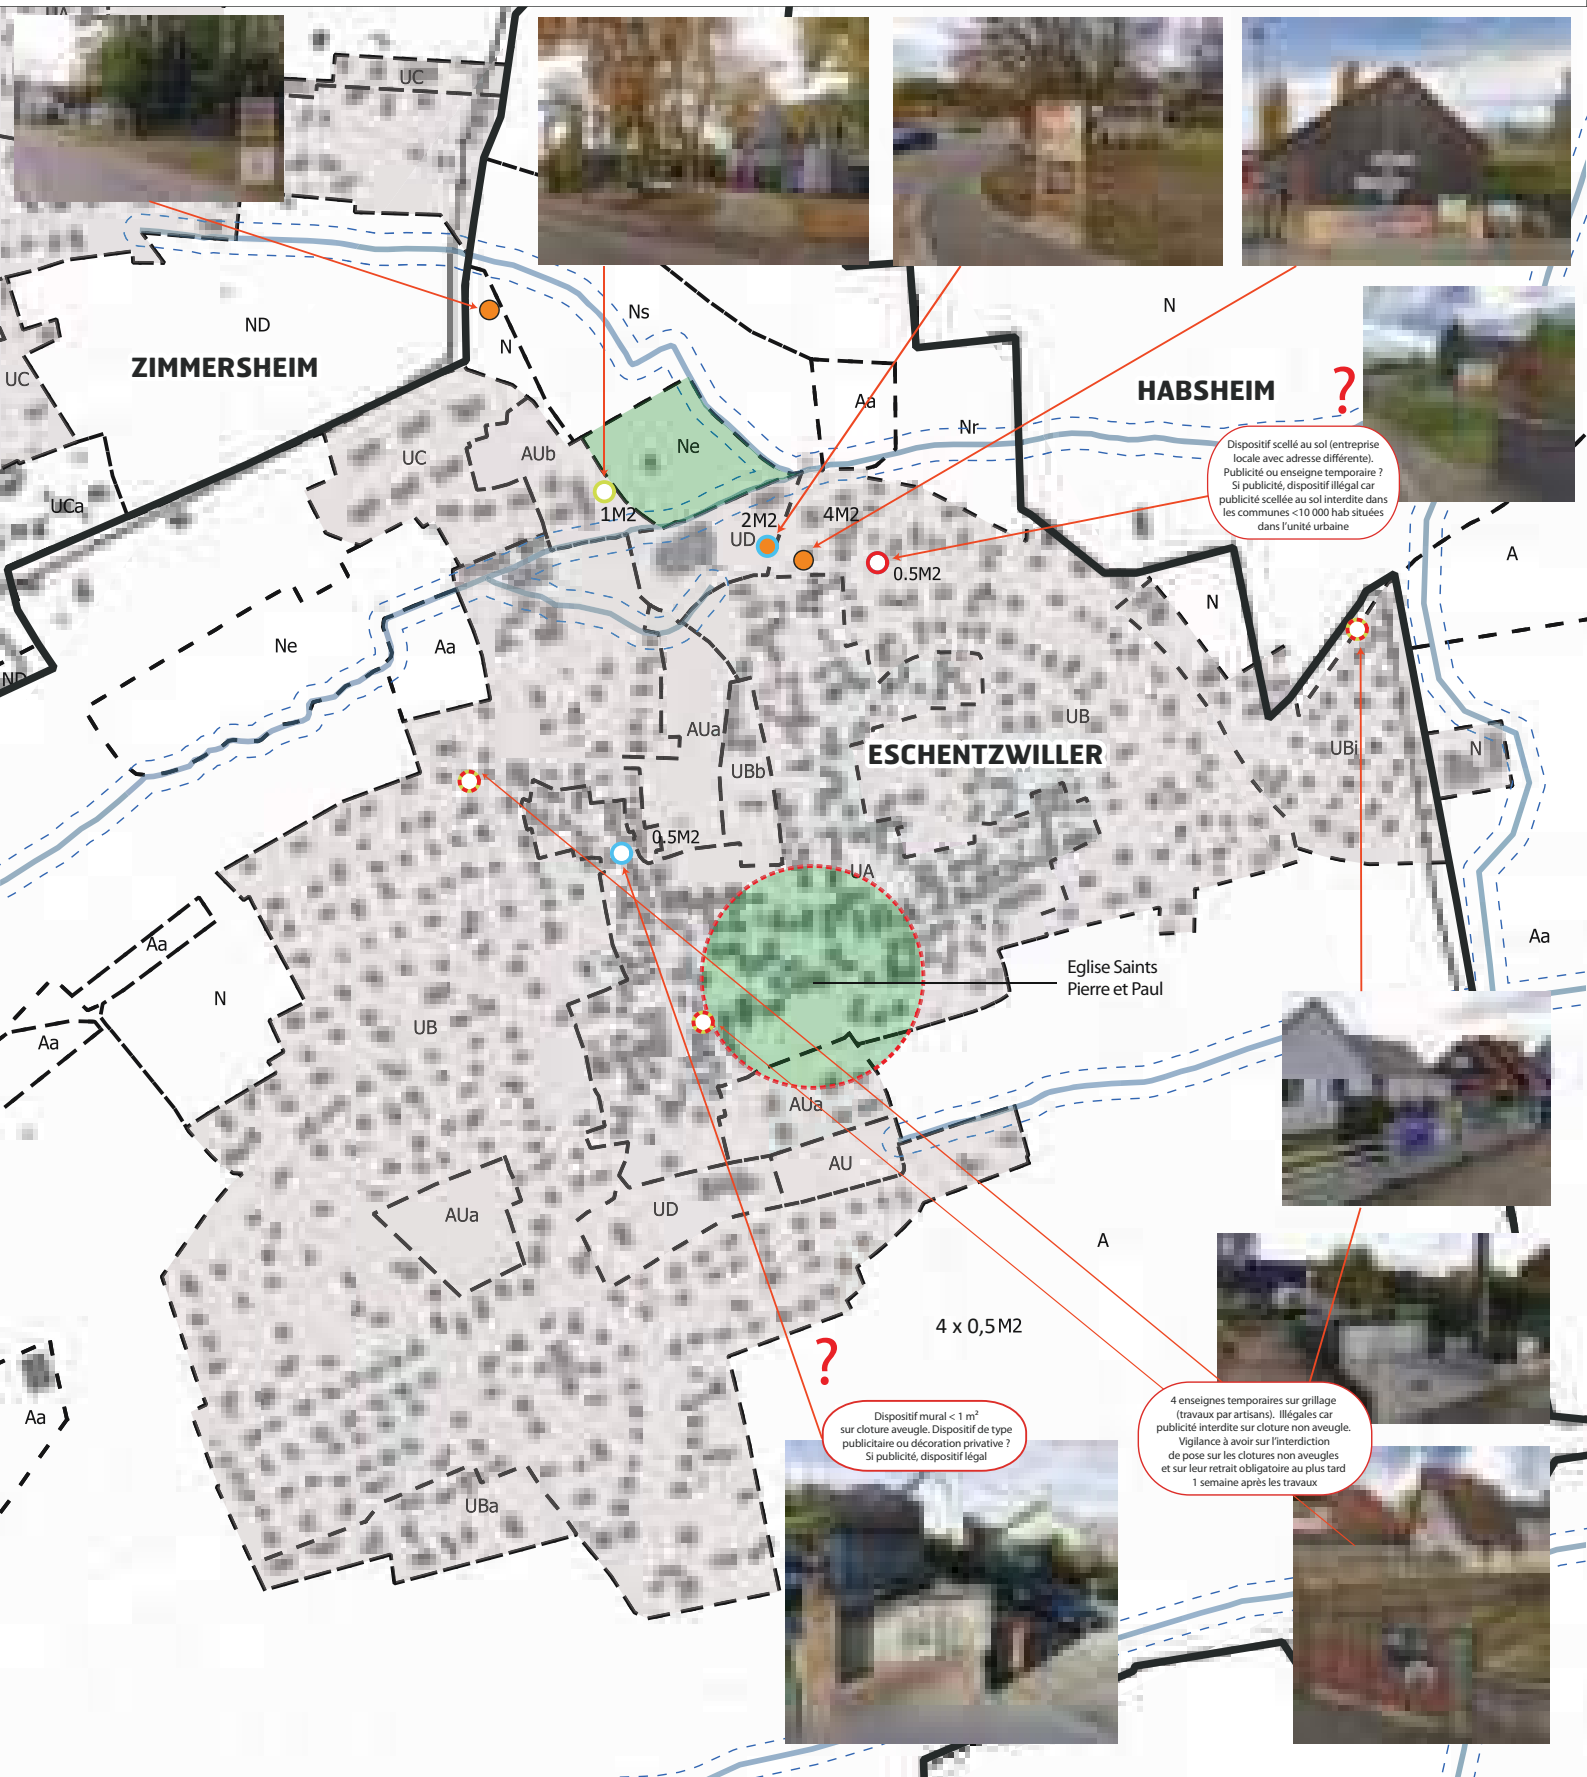 UA
UC
Ns
N
ND
N
ZIMMERSHEIM
HABSHEIM
?
UC
Aa
Nr
Dispositif scellé au sol (entreprise
locale avec adresse différente).
Publicité ou enseigne temporaire ?
Si publicité, dispositif illégal car
publicité scellée au sol interdite dans
les communes <10 000 hab situées
dans l'unité urbaine
UC
AUb
Ne
UCa
1M2
2M2
4M2
UD
A
0.5M2
N
Ne
Aa
ND
UB
AUa
ESCHENTZWILLER
UBi
N
UBb
0.5M2
UA
Aa
Aa
Eglise Saints
Pierre et Paul
N
UB
Aa
AUa
AU
AUa
UD
A
4 x 0,5M2
?
Aa
Dispositif mural < 1 m²
sur cloture aveugle. Dispositif de type
publicitaire ou décoration privative ?
Si publicité, dispositif légal
4 enseignes temporaires sur grillage
(travaux par artisans). Illégales car
publicité interdite sur cloture non aveugle.
Vigilance à avoir sur l'interdiction
de pose sur les clotures non aveugles
et sur leur retrait obligatoire au plus tard
1 semaine après les travaux
UBa